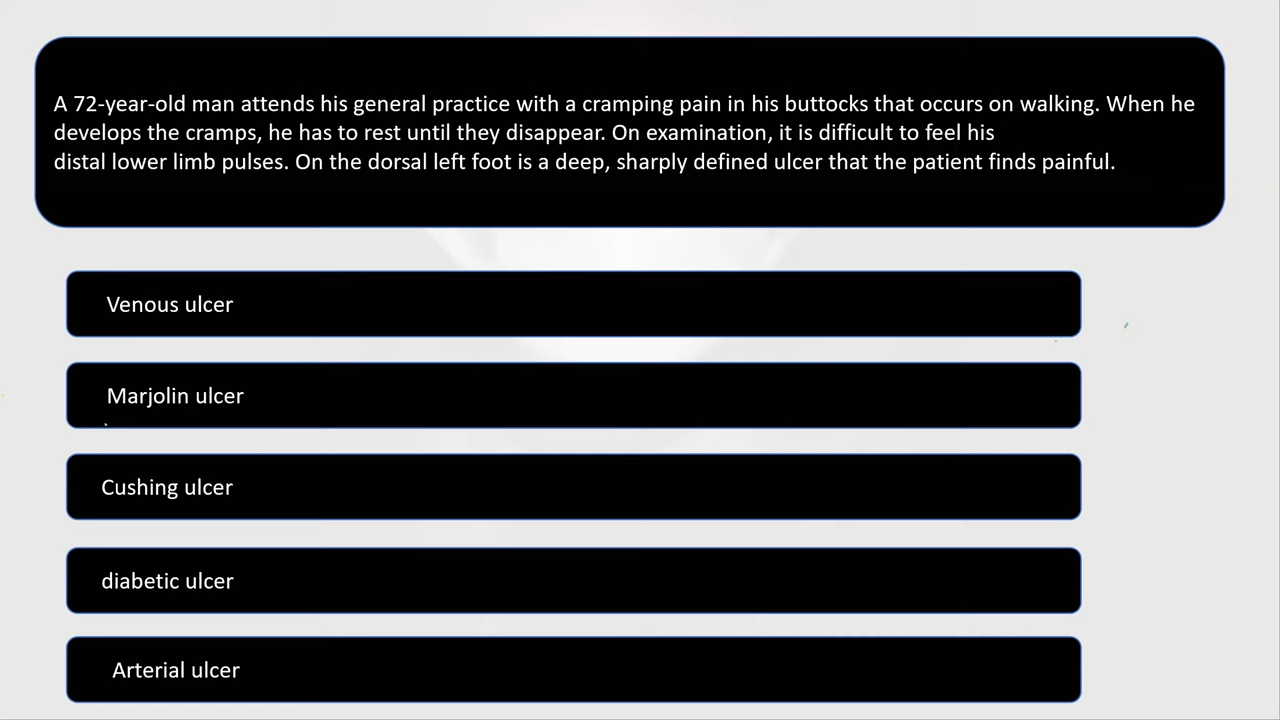 A 72-year-old man attends his general practice with a cramping pain in his buttocks that occurs on walking. When he
develops the cramps, he has to rest until they disappear. On examination, it is difficult to feel his
distal lower limb pulses. On the dorsal left foot is a deep, sharply defined ulcer that the patient finds painful.
Venous ulcer
Marjolin ulcer
Cushing ulcer
diabetic ulcer
Arterial ulcer